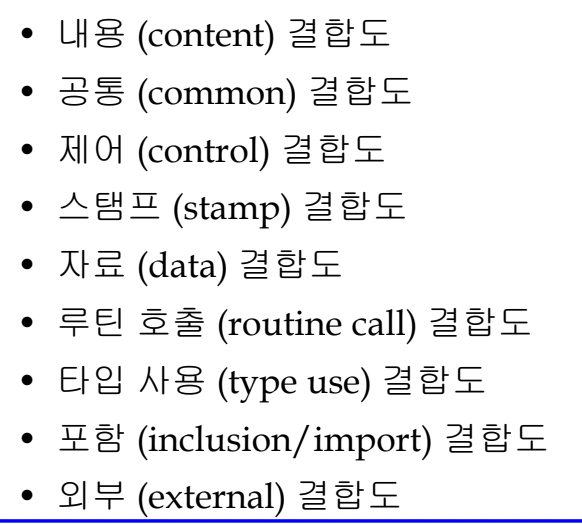 • 내용 (content) 결합도
• 공통 (common) 결합도
• 제어 (control) 결합도
• 스탬프 (stamp) 결합도
• 자료 (data) 결합도
• 루틴 호출 (routine call) 결합도
• 타입 사용 (type use) 결합도
• 포함 (inclusion/import) 결합도
• 외부 (external) 결합도